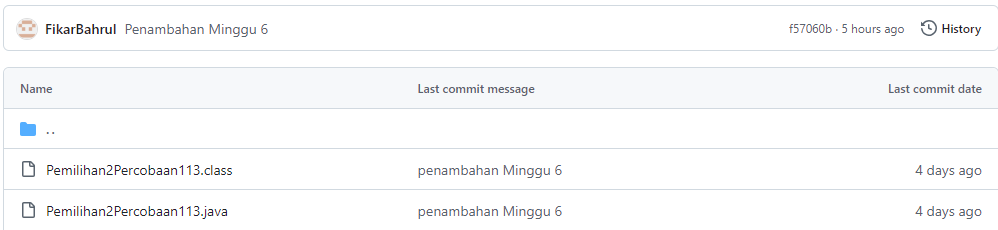 FikarBahrul Penambahan Minggu 6 f57060b · 5 hours ago History
Name Last commit message Last commit date
..
Pemilihan2Percobaan113.class penambahan Minggu 6 4 days ago
Pemilihan2Percobaan113.java penambahan Minggu 6 4 days ago